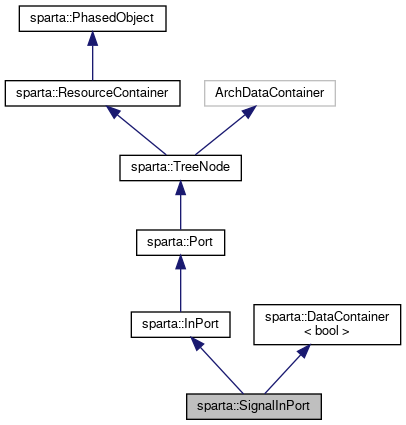 sparta::PhasedObject
sparta::ResourceContainer
ArchDataContainer
sparta::TreeNode
sparta::Port
sparta::InPort
sparta::DataContainer
< bool >
sparta::SignalInPort